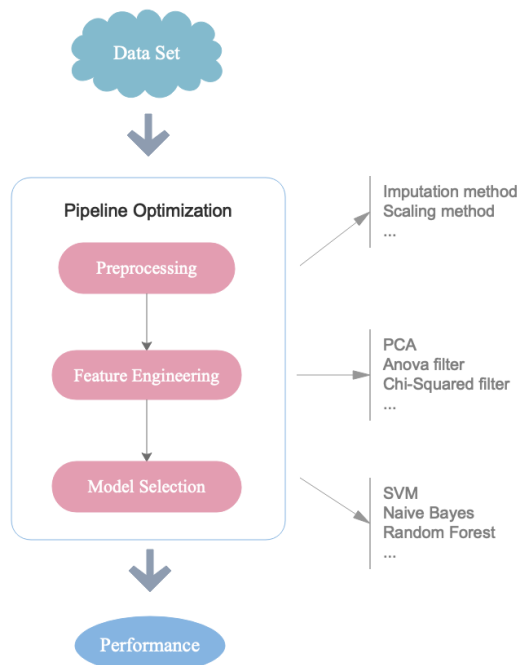 Data Set
Pipeline Optimization
Preprocessing
Imputation method
Scaling method
...
Feature Engineering
PCA
Anova filter
Chi-Squared filter
...
Model Selection
SVM
Naive Bayes
Random Forest
...
Performance